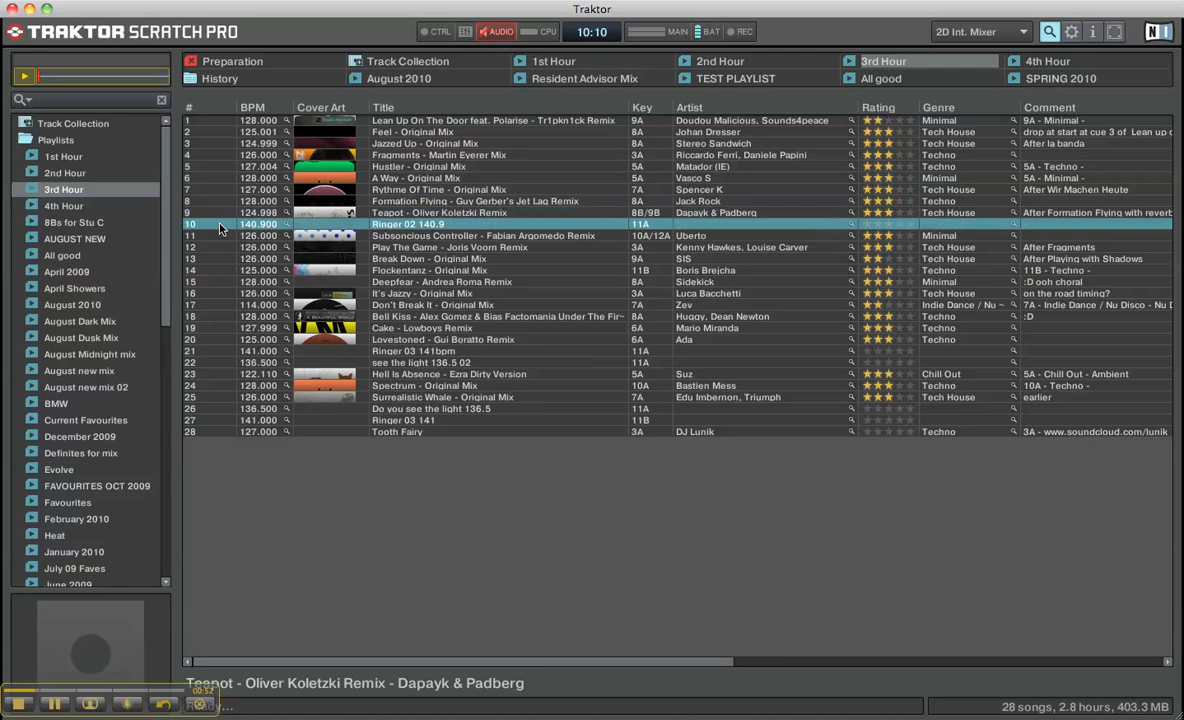 Traktor
TRAKTOR SCRATCH PRO
CTRL AUDIO CPU 10:10 MAIN BAT REC 2D Int. Mixer
Preparation Track Collection 1st Hour 2nd Hour 3rd Hour 4th Hour
History August 2010 Resident Advisor Mix TEST PLAYLIST All good SPRING 2010
Track Collection
Playlists
1st Hour
2nd Hour
3rd Hour
4th Hour
8Bs for Stu C
AUGUST NEW
All good
April 2009
April Showers
August 2010
August Dark Mix
August Dusk Mix
August Midnight mix
August new mix
August new mix 02
BMW
Current Favourites
December 2009
Definites for mix
Evolve
FAVOURITES OCT 2009
Favourites
February 2010
Heat
January 2010
July 09 Faves
June 2009
# BPM Cover Art Title Key Artist Rating Genre Comment
1 128.000 Lean Up On The Door feat. Polarise - Tr1pkn1ck Remix 9A Doudou Malicious, Sounds4peace Minimal 9A - Minimal -
2 125.001 Feel - Original Mix 8A Johan Dresser Tech House drop at start at cue 3 of Lean up o
3 124.999 Jazzed Up - Original Mix 8A Stereo Sandwich Tech House After la banda
4 126.000 Fragments - Martin Everer Mix 3A Riccardo Ferri, Daniele Papini Techno
5 127.004 Hustler - Original Mix 5A Matador (IE) Techno 5A - Techno -
6 128.000 A Way - Original Mix 5A Vasco S Minimal 5A - Minimal -
7 127.000 Rythme Of Time - Original Mix 7A Spencer K Tech House After Wir Machen Heute
8 128.000 Formation Flying - Guy Gerber's Jet Lag Remix 8A Jack Rock Minimal
9 124.998 Teapot - Oliver Koletzki Remix 8B/9B Dapayk & Padberg Tech House After Formation Flying with reverb
10 140.900 Ringer 02 140.9 11A
11 126.000 Subsoncious Controller - Fabian Argomedo Remix 10A/12A Uberto Minimal
12 126.000 Play The Game - Joris Voorn Remix 3A Kenny Hawkes, Louise Carver Tech House After Fragments
13 126.000 Break Down - Original Mix 9A SIS Tech House After Playing with Shadows
14 125.000 Flockentanz - Original Mix 11B Boris Brejcha Techno 11B - Techno -
15 128.000 Deepfear - Andrea Roma Remix 8A Sidekick Minimal :D ooh choral
16 126.000 It's Jazzy - Original Mix 3A Luca Bacchetti Tech House on the road timing?
17 114.000 Don't Break It - Original Mix 7A Zev Indie Dance / Nu ~ 7A - Indie Dance / Nu Disco - Nu D
18 128.000 Bell Kiss - Alex Gomez & Bias Factomania Under The Fir~ 8A Huggy, Dean Newton Techno :D
19 127.999 Cake - Lowboys Remix 6A Mario Miranda Techno
20 125.000 Lovestoned - Gui Boratto Remix 6A Ada Techno
21 141.000 Ringer 03 141bpm 11A
22 136.500 see the light 136.5 02 11A
23 122.110 Hell Is Absence - Ezra Dirty Version 5A Suz Chill Out 5A - Chill Out - Ambient
24 128.000 Spectrum - Original Mix 10A Bastien Mess Techno 10A - Techno -
25 126.000 Surrealistic Whale - Original Mix 7A Edu Imbernon, Triumph Tech House earlier
26 136.500 Do you see the light 136.5 11A
27 141.000 Ringer 03 141 11B
28 127.000 Tooth Fairy 3A DJ Lunik Techno 3A - www.soundcloud.com/lunik
Teapot - Oliver Koletzki Remix - Dapayk & Padberg
00:52
28 songs, 2.8 hours, 403.3 MB